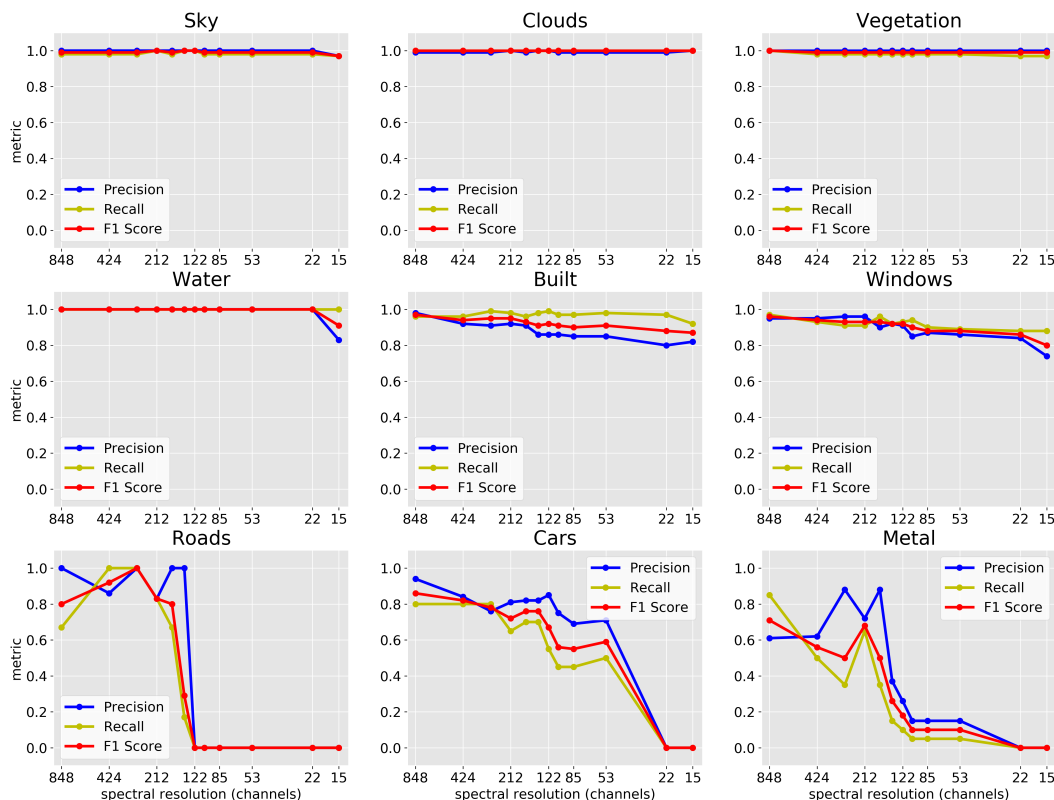 Sky Clouds Vegetation
1.0 1.0 1.0
0.8 0.8 0.8
0.6 0.6 0.6
metric
0.4 0.4 0.4
0.2 0.2 0.2
0.0 0.0 0.0
Precision Precision Precision
Recall Recall Recall
F1 Score F1 Score F1 Score
848 424 212 122 85 53 22 15 848 424 212 122 85 53 22 15 848 424 212 122 85 53 22 15
Water Built Windows
1.0 1.0 1.0
0.8 0.8 0.8
0.6 0.6 0.6
metric
0.4 0.4 0.4
0.2 0.2 0.2
0.0 0.0 0.0
Precision Precision Precision
Recall Recall Recall
F1 Score F1 Score F1 Score
848 424 212 122 85 53 22 15 848 424 212 122 85 53 22 15 848 424 212 122 85 53 22 15
Roads Cars Metal
1.0 1.0 1.0
0.8 0.8 0.8
0.6 0.6 0.6
metric
0.4 0.4 0.4
0.2 0.2 0.2
0.0 0.0 0.0
Precision Precision Precision
Recall Recall Recall
F1 Score F1 Score F1 Score
848 424 212 122 85 53 22 15 848 424 212 122 85 53 22 15 848 424 212 122 85 53 22 15
spectral resolution (channels) spectral resolution (channels) spectral resolution (channels)